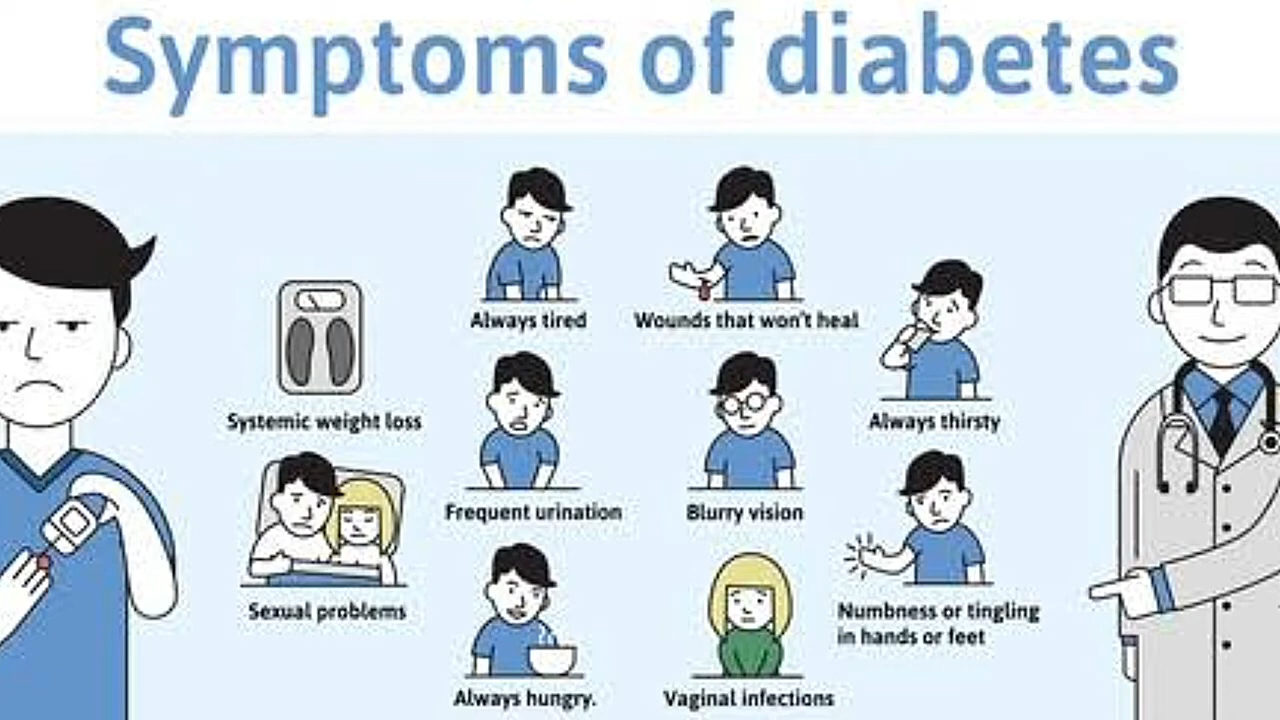 Symptoms of diabetes
Always tired
Wounds that won't heal
Systemic weight loss
Always thirsty
Frequent urination
Blurry vision
Sexual problems
Numbness or tingling
in hands or feet
Always hungry.
Vaginal infections